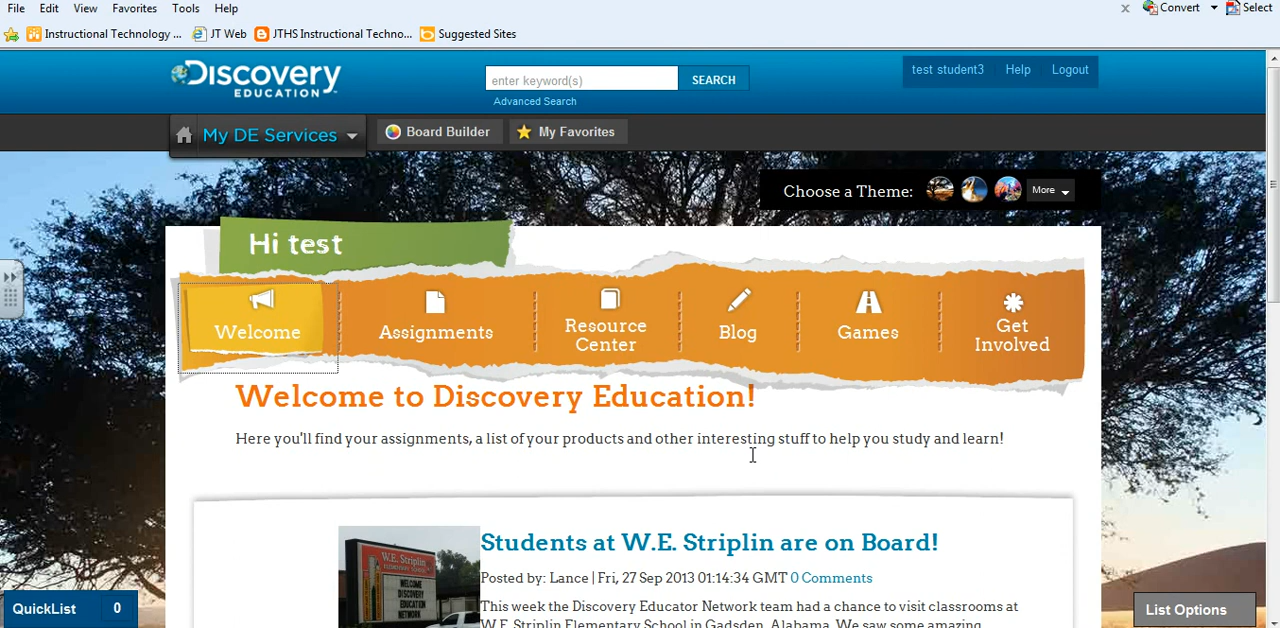 File Edit View Favorites Tools Help
Convert Select
Instructional Technology ... JT Web JTHS Instructional Techno... Suggested Sites
Discovery EDUCATION
enter keyword(s) SEARCH
Advanced Search
test student3 Help Logout
My DE Services Board Builder My Favorites
Choose a Theme: More
Hi test
Welcome
Assignments
Resource Center
Blog
Games
Get Involved
Welcome to Discovery Education!
Here you'll find your assignments, a list of your products and other interesting stuff to help you study and learn!
W.E. STRIPLIN
WELCOME
DISCOVERY
EDUCATION
NETWORK
Students at W.E. Striplin are on Board!
Posted by: Lance | Fri, 27 Sep 2013 01:14:34 GMT 0 Comments
This week the Discovery Educator Network team had a chance to visit classrooms at
W.E. Striplin Elementary School in Gadsden, Alabama. We saw some amazing
QuickList 0
List Options